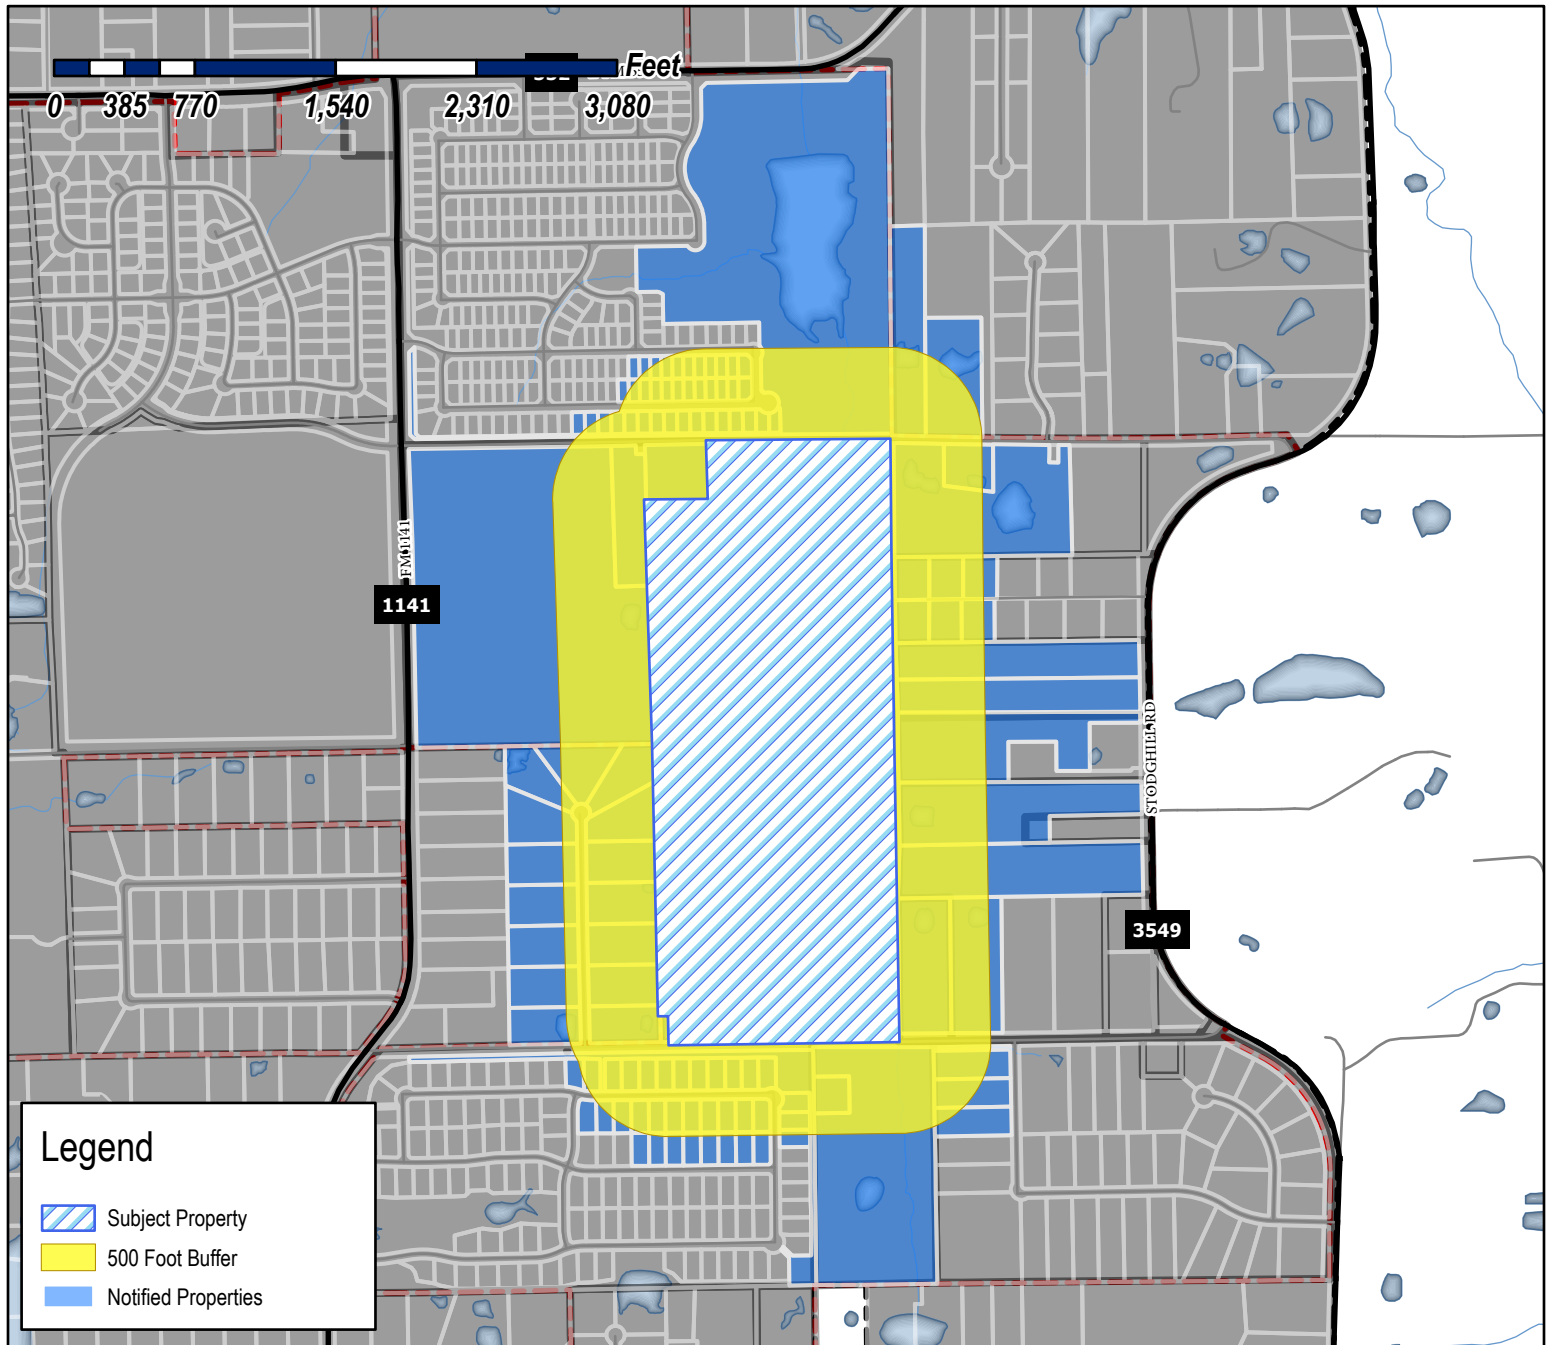 Feet
0 385 770 1,540 2,310 3,080
FM 1141
1141
STODGHILL RD
3549
Legend
Subject Property
500 Foot Buffer
Notified Properties